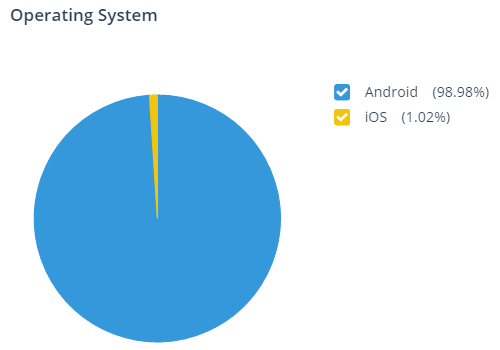 Operating System
Android (98.98%)
iOS (1.02%)